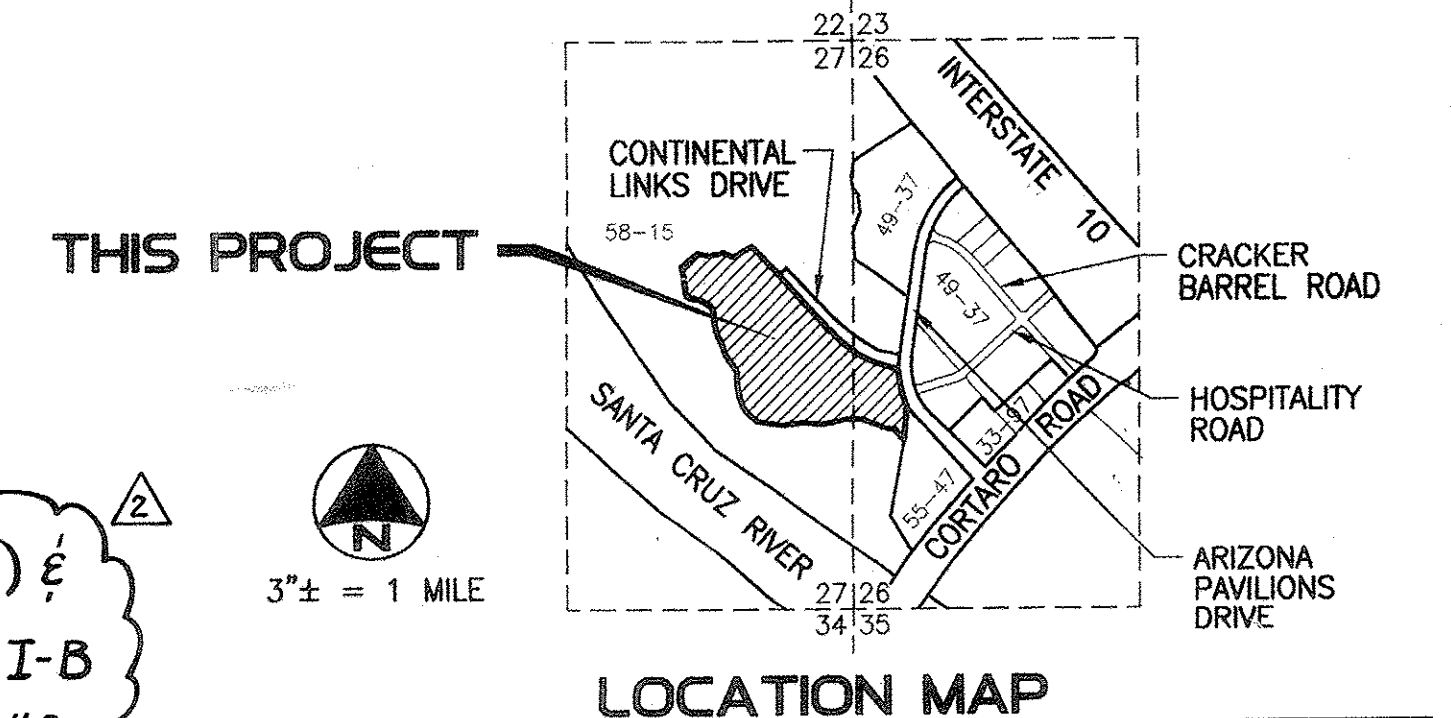 22 23
27 26
INTERSTATE 10
CONTINENTAL
LINKS DRIVE
49-37
58-15
THIS PROJECT
CRACKER
BARREL ROAD
49-37
HOSPITALITY
ROAD
33-97
SANTA CRUZ RIVER
55-47
CORTARO ROAD
2
) &
I-B
N
3"± = 1 MILE
ARIZONA
PAVILIONS
DRIVE
27 26
34 35
LOCATION MAP